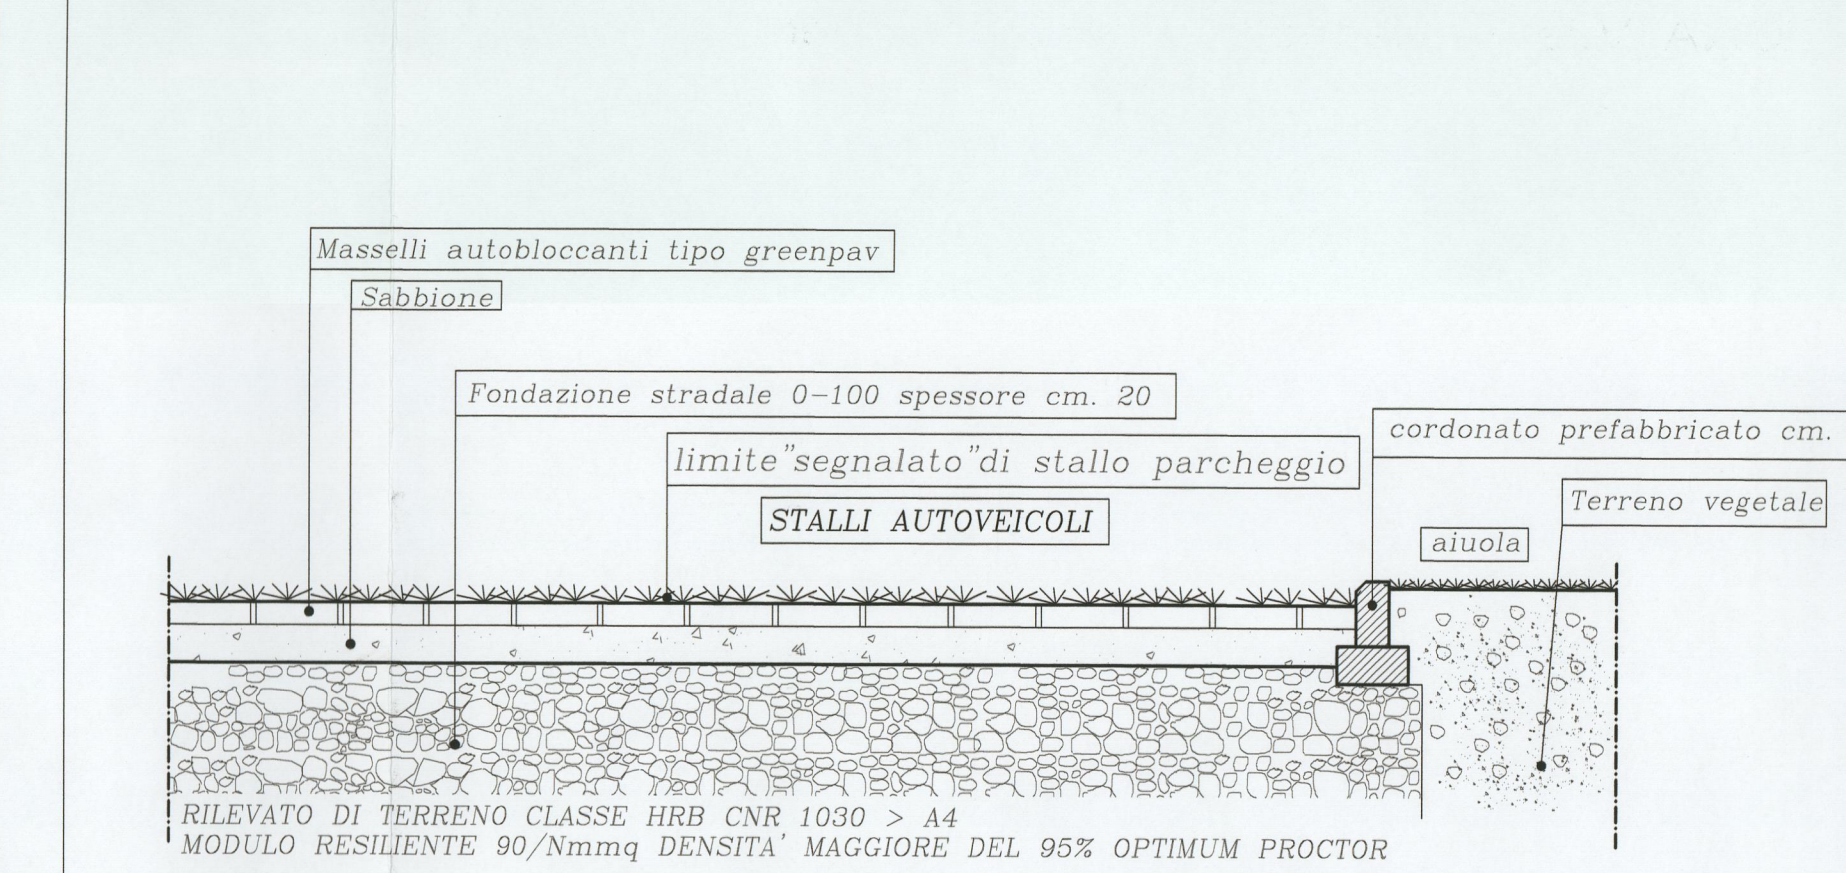 Masselli autobloccanti tipo greenpav
Sabbione
Fondazione stradale 0-100 spessore cm. 20
limite "segnalato" di stallo parcheggio
cordonato prefabbricato cm.
STALLI AUTOVEICOLI
Terreno vegetale
aiuola
RILEVATO DI TERRENO CLASSE HRB CNR 1030 > A4
MODULO RESILIENTE 90/Nmmq DENSITA' MAGGIORE DEL 95% OPTIMUM PROCTOR